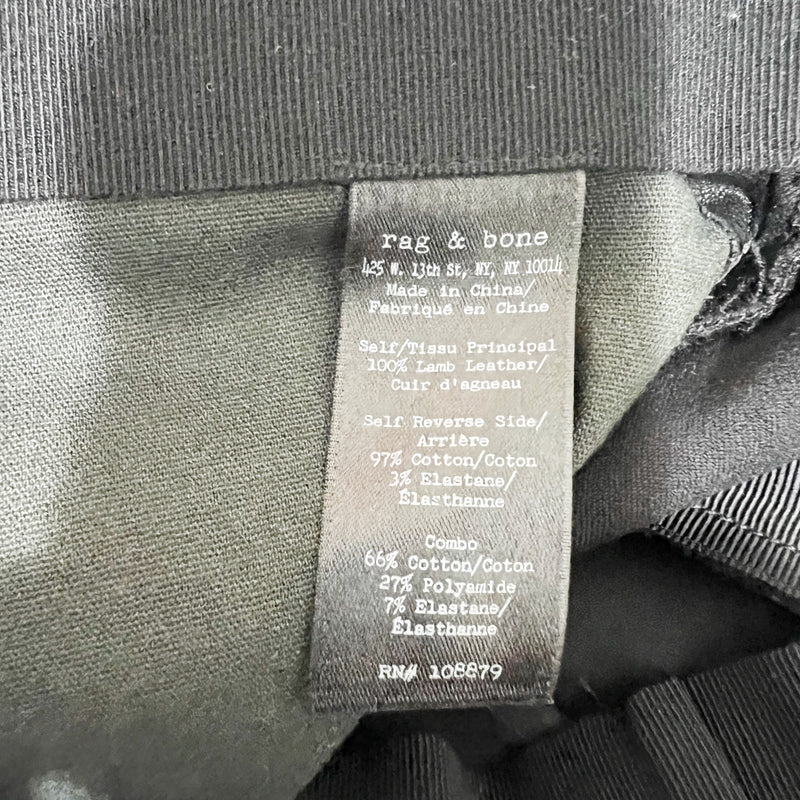 rag & bone
425 W. 13th St, NY, NY 10014
Made in China/
Fabriqué en Chine
Self/Tissu Principal
100% Lamb Leather/
Cuir d'agneau
Self Reverse Side/
Arrière
97% Cotton/Coton
3% Elastane/
Élasthanne
Combo
66% Cotton/Coton
27% Polyamide
7% Elastane/
Élasthanne
RN# 108879